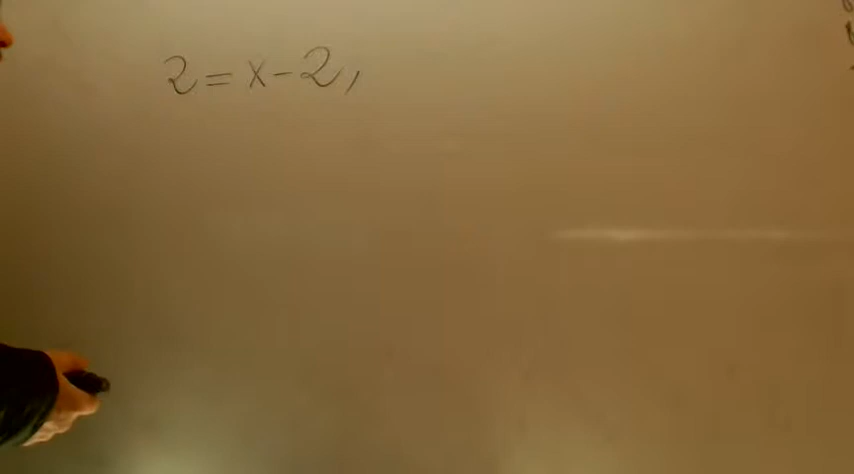 2 = x - 2,